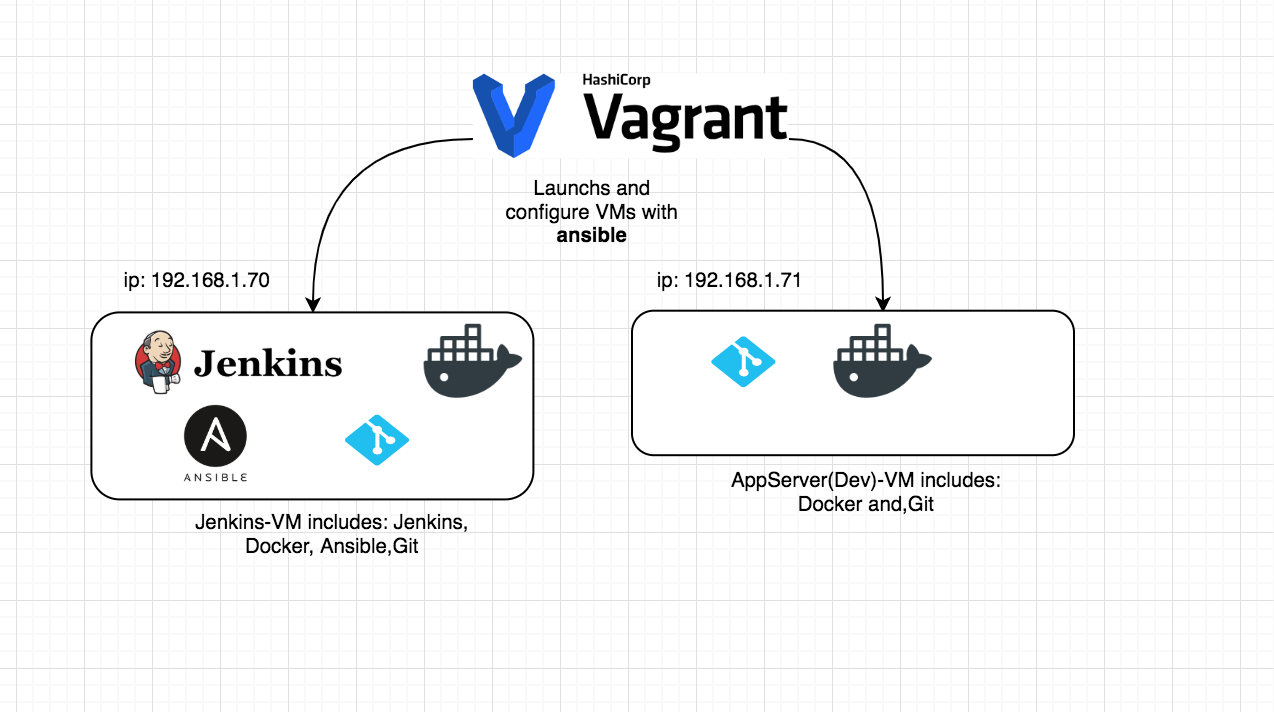 HashiCorp
Vagrant
Launchs and
configure VMs with
ansible
ip: 192.168.1.70
ip: 192.168.1.71
Jenkins
ANSIBLE
AppServer(Dev)-VM includes:
Docker and,Git
Jenkins-VM includes: Jenkins,
Docker, Ansible,Git